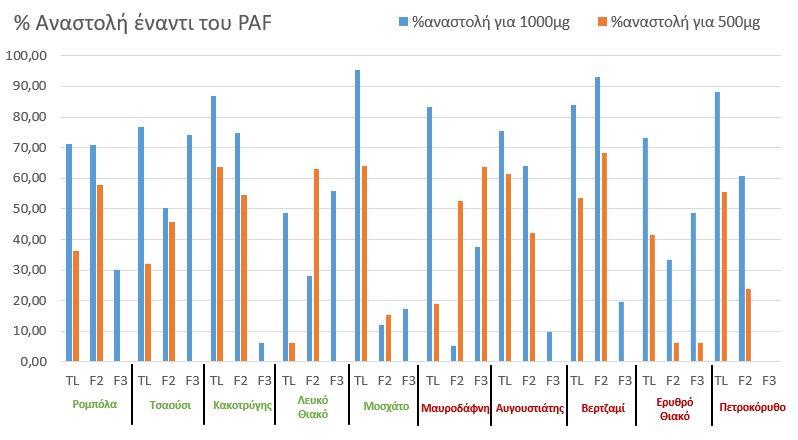 % Αναστολή έναντι του PAF
%αναστολή για 1000μg %αναστολή για 500μg
100,00
90,00
80,00
70,00
60,00
50,00
40,00
30,00
20,00
10,00
0,00
TL F2 F3 TL F2 F3 TL F2 F3 TL F2 F3 TL F2 F3 TL F2 F3 TL F2 F3 TL F2 F3 TL F2 F3 TL F2 F3
Ρομπόλα Τσαούσι Κακοτρύγης Λευκό Θιακό Μοσχάτο Μαυροδάφνη Αυγουστιάτης Βερτζαμί Ερυθρό Θιακό Πετροκόρυθο